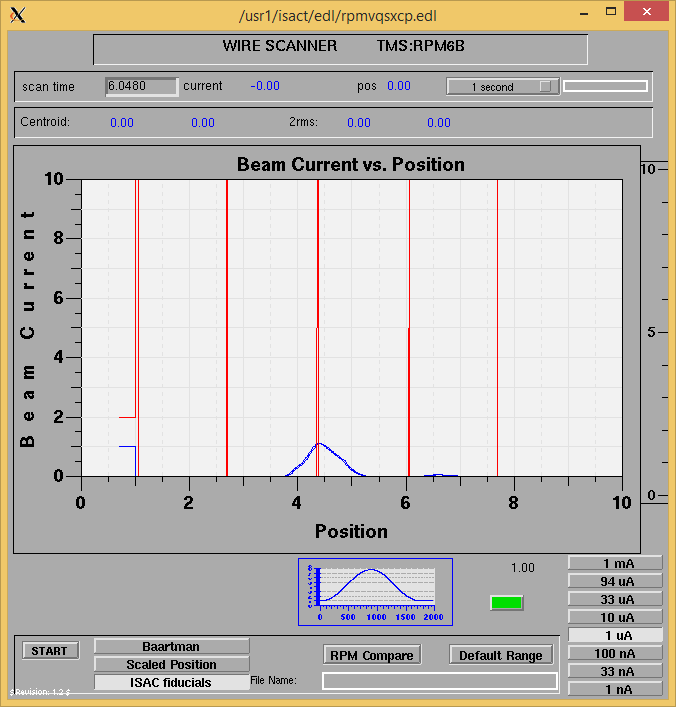 /usr1/isact/edl/rpmvqsxcp.edl
WIRE SCANNER TMS:RPM6B
scan time 6.0480 current -0.00 pos 0.00 1 second
Centroid: 0.00 0.00 2rms: 0.00 0.00
Beam Current vs. Position
10
8
6
4
2
0
Beam Current
0 2 4 6 8 10
Position
10
5
0
8
0 500 1000 1500 2000
1.00
1 mA
94 uA
33 uA
10 uA
1 uA
100 nA
33 nA
1 nA
START
Baartman
Scaled Position
ISAC fiducials
RPM Compare
Default Range
File Name:
$Revision: 1.2 $